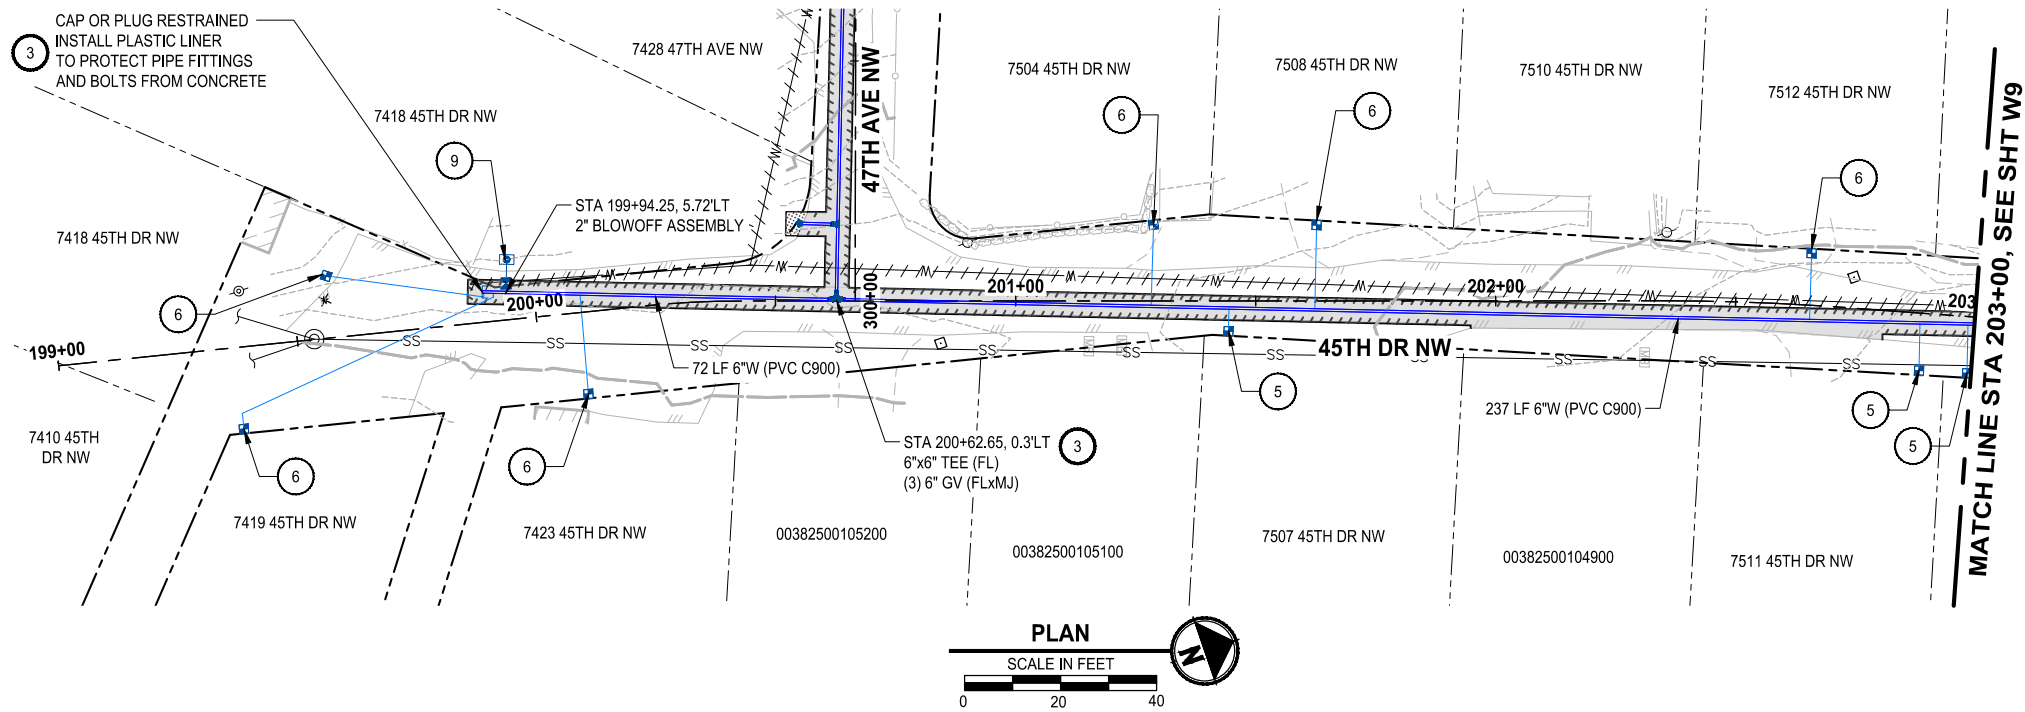 CAP OR PLUG RESTRAINED
INSTALL PLASTIC LINER
TO PROTECT PIPE FITTINGS
AND BOLTS FROM CONCRETE
3
7418 45TH DR NW
9
7428 47TH AVE NW
47TH AVE NW
7504 45TH DR NW
6
7508 45TH DR NW
6
7510 45TH DR NW
7512 45TH DR NW
6
MATCH LINE STA 203+00, SEE SHT W9
STA 199+94.25, 5.72'LT
2" BLOWOFF ASSEMBLY
7418 45TH DR NW
6
199+00
200+00
300+00
201+00
202+00
203
W
W
W
W
W
W
W
W
W
W
SS
SS
SS
SS
SS
SS
SS
SS
SS
SS
SS
72 LF 6"W (PVC C900)
45TH DR NW
237 LF 6"W (PVC C900)
5
5
5
STA 200+62.65, 0.3'LT
6"x6" TEE (FL)
(3) 6" GV (FLxMJ)
3
7410 45TH
DR NW
6
6
7419 45TH DR NW
7423 45TH DR NW
00382500105200
00382500105100
7507 45TH DR NW
00382500104900
7511 45TH DR NW
PLAN
SCALE IN FEET
0 20 40
N